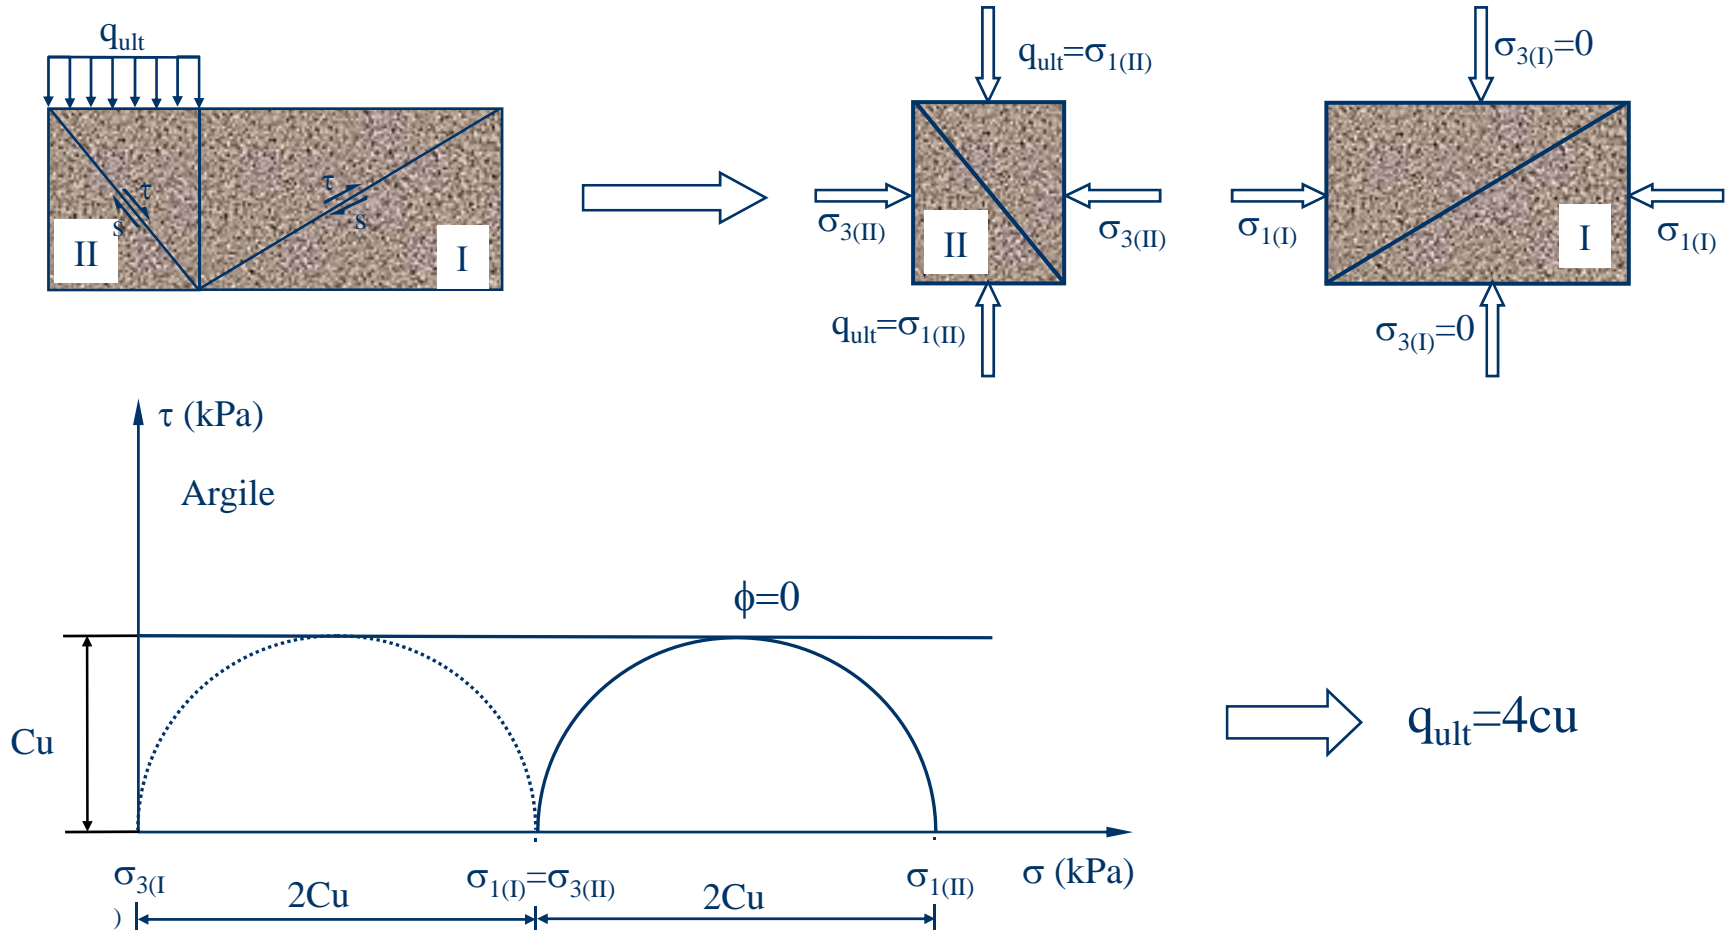 q_ult
τ
s
II
τ
s
I
q_ult=σ_1(II)
σ_3(II)
σ_3(II)
II
q_ult=σ_1(II)
σ_3(I)=0
σ_1(I)
σ_1(I)
I
σ_3(I)=0
τ (kPa)
Argile
ϕ=0
Cu
q_ult=4cu
σ_3(I
)
σ_1(I)=σ_3(II)
σ_1(II)
σ (kPa)
2Cu
2Cu